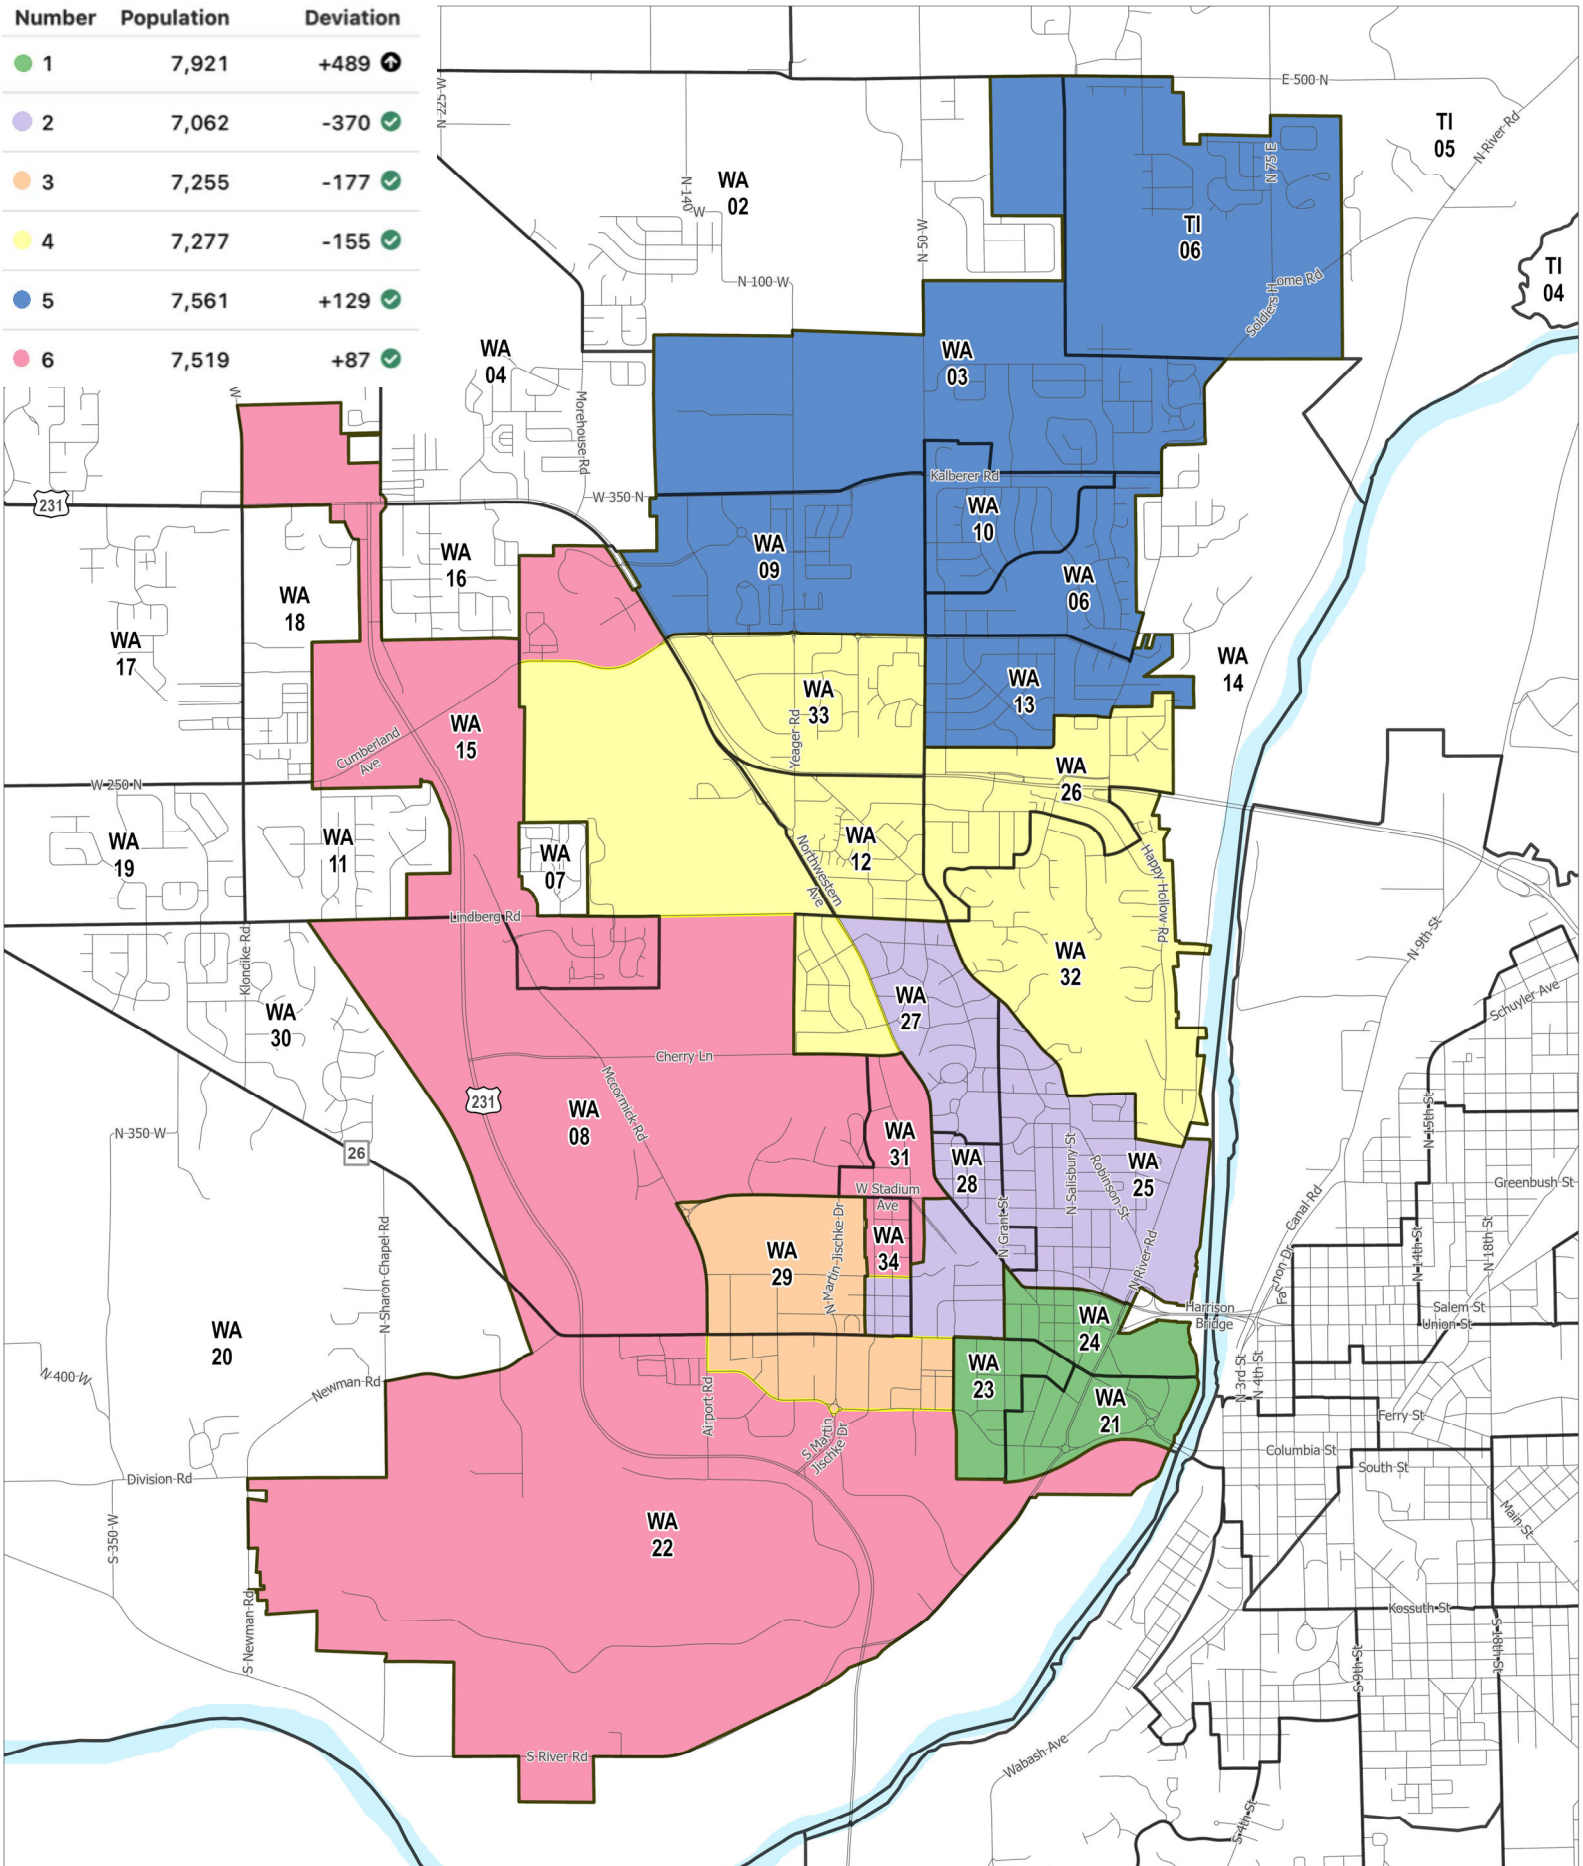 Number Population Deviation
1 7,921 +489
2 7,062 -370
3 7,255 -177
4 7,277 -155
5 7,561 +129
6 7,519 +87
E 500 N
N 225 W
TI
05
N River Rd
N 75 E
WA
02
N 140
W
N 50 W
TI
06
TI
04
N 100 W
Soldiers Home Rd
WA
04
WA
03
W
Morehouse Rd
Kalberer Rd
231
W 350 N
WA
10
WA
09
WA
16
WA
06
WA
18
WA
17
WA
14
WA
13
WA
33
Yeager Rd
WA
15
Cumberland
Ave
WA
26
W 250 N
WA
19
WA
11
WA
07
WA
12
Northwestern
Ave
Happy Hollow Rd
Lindberg Rd
N 9th St
Klondike Rd
WA
32
Schuyler Ave
WA
30
WA
27
Cherry Ln
231
Mccormick Rd
WA
08
N 15th St
N 350 W
26
WA
31
WA
28
WA
25
N Salisbury St
Robinson St
W Stadium
Ave
Greenbush St
Canal Rd
N Grant St
N Sharon Chapel Rd
WA
29
N Martin Jischke Dr
WA
34
N River Rd
N 14th St
N 18th St
Harrison
Bridge
Salem St
Union St
WA
20
WA
24
N 400 W
Newman Rd
WA
23
N 3rd St
N 4th St
Airport Rd
WA
21
Ferry St
S Martin
Jischke Dr
Columbia St
South St
Division Rd
Main St
S 350 W
WA
22
S Newman Rd
Kossuth St
S 9th St
S 18th St
S River Rd
Wabash Ave
S 4th St